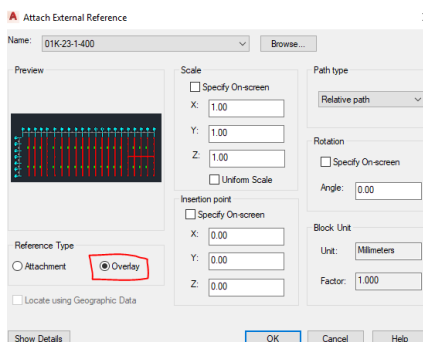 Attach External Reference
Name: 01K-23-1-400 Browse...
Preview
Scale
Specify On-screen
X: 1.00
Y: 1.00
Z: 1.00
Uniform Scale
Path type
Relative path
Rotation
Specify On-screen
Angle: 0.00
Insertion point
Specify On-screen
X: 0.00
Y: 0.00
Z: 0.00
Block Unit
Unit: Millimeters
Factor: 1.000
Reference Type
Attachment Overlay
Locate using Geographic Data
Show Details OK Cancel Help